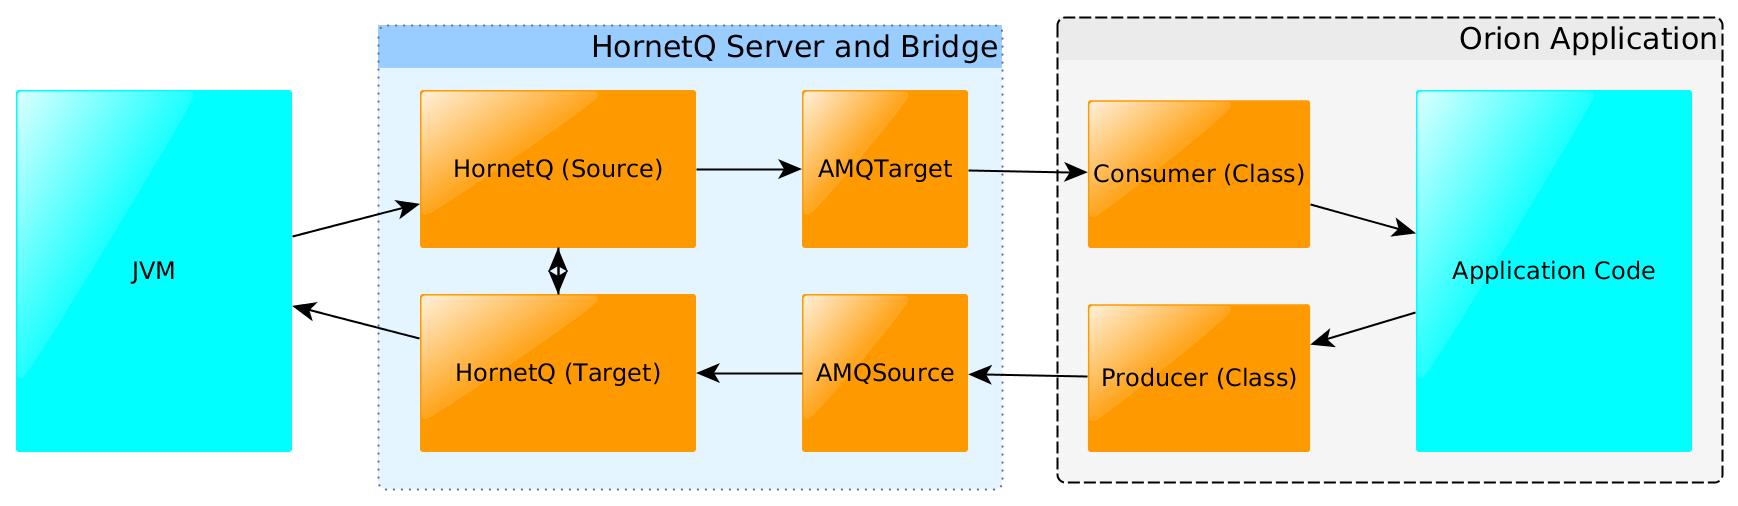 HornetQ Server and Bridge
Orion Application
JVM
HornetQ (Source)
AMQTarget
Consumer (Class)
Application Code
HornetQ (Target)
AMQSource
Producer (Class)